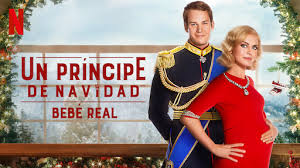 N
UN PRÍNCIPE
DE NAVIDAD
BEBÉ REAL